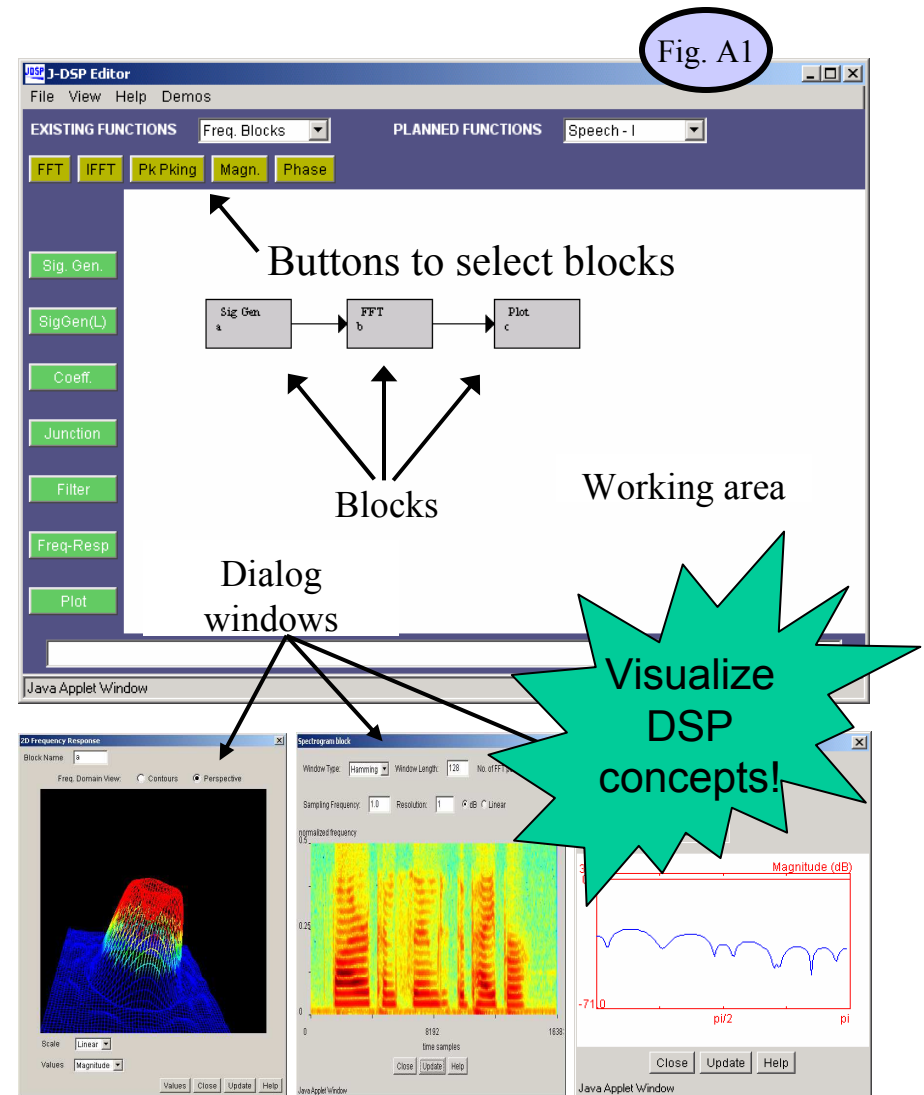 Fig. A1
J-DSP Editor
File View Help Demos
EXISTING FUNCTIONS Freq. Blocks PLANNED FUNCTIONS Speech - I
FFT IFFT Pk Pking Magn. Phase
Buttons to select blocks
Sig. Gen.
SigGen(L)
Coeff.
Junction
Filter
Freq-Resp
Plot
Sig Gen
a
FFT
b
Plot
c
Blocks
Working area
Dialog
windows
Java Applet Window
Visualize
DSP
concepts!
2D Frequency Response
Block Name a
Freq. Domain View: Contours Perspective
Scale Linear
Values Magnitude
Values Close Update Help
Spectrogram block
Window Type: Hamming Window Length: 128 No. of FFT
Sampling Frequency: 1.0 Resolution: 1 dB Linear
normalized frequency
0.5
0.25
0
0 8192 1638
time samples
Close Update Help
Java Applet Window
Magnitude (dB)
-71.0
pi/2 pi
Close Update Help
Java Applet Window